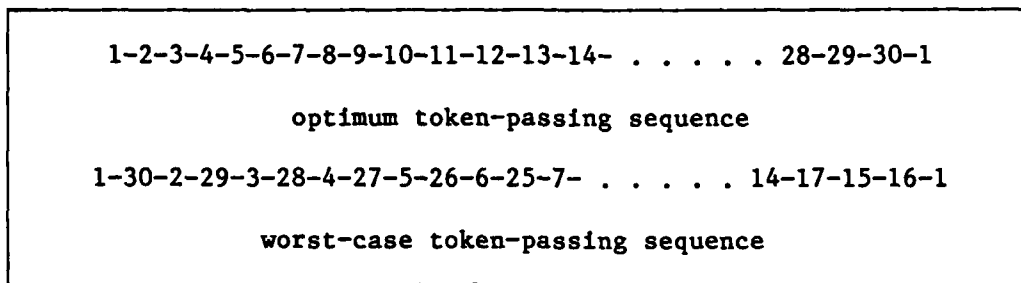 1-2-3-4-5-6-7-8-9-10-11-12-13-14- . . . . . 28-29-30-1
optimum token-passing sequence
1-30-2-29-3-28-4-27-5-26-6-25-7- . . . . . 14-17-15-16-1
worst-case token-passing sequence